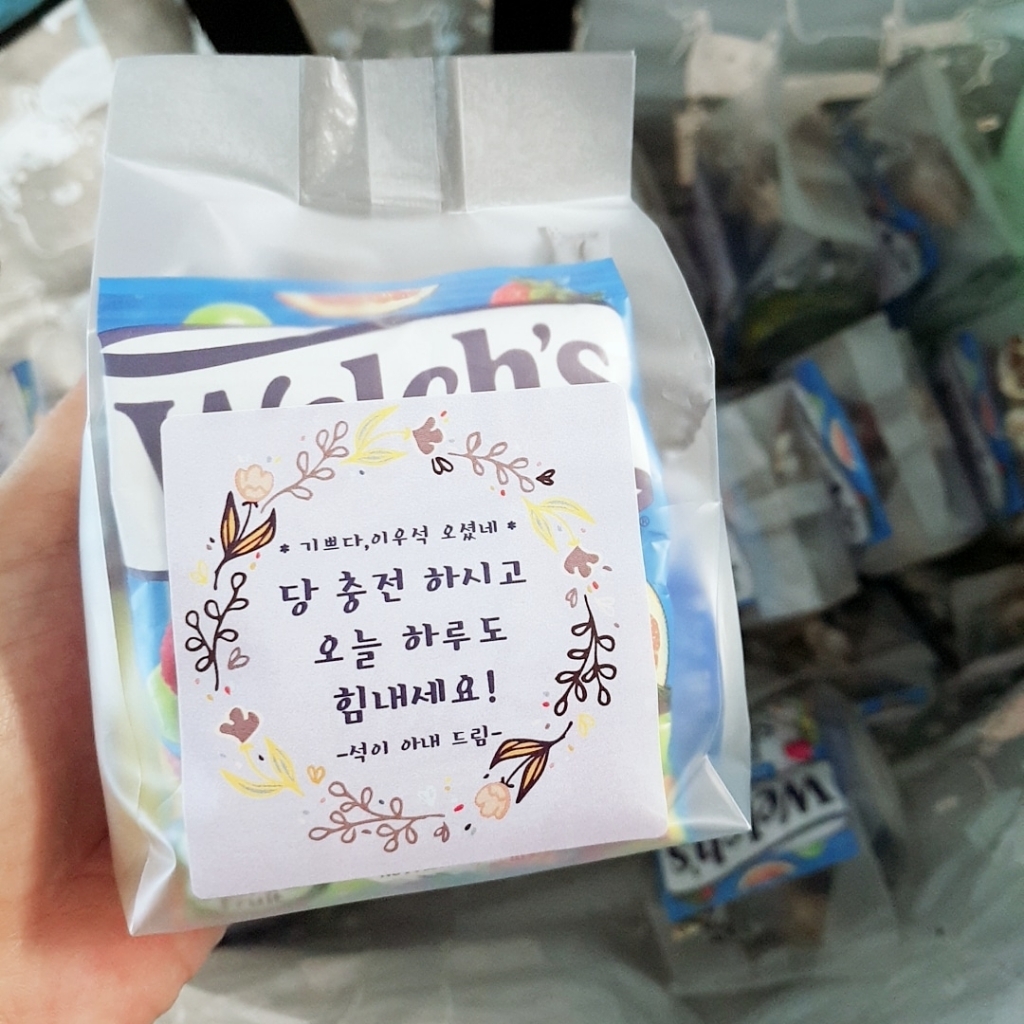 Welch's
* 기쁘다,이우석 오셨네 *
당 충전 하시고
오늘 하루도
힘내세요!
-석이 아내 드림-
Welch's